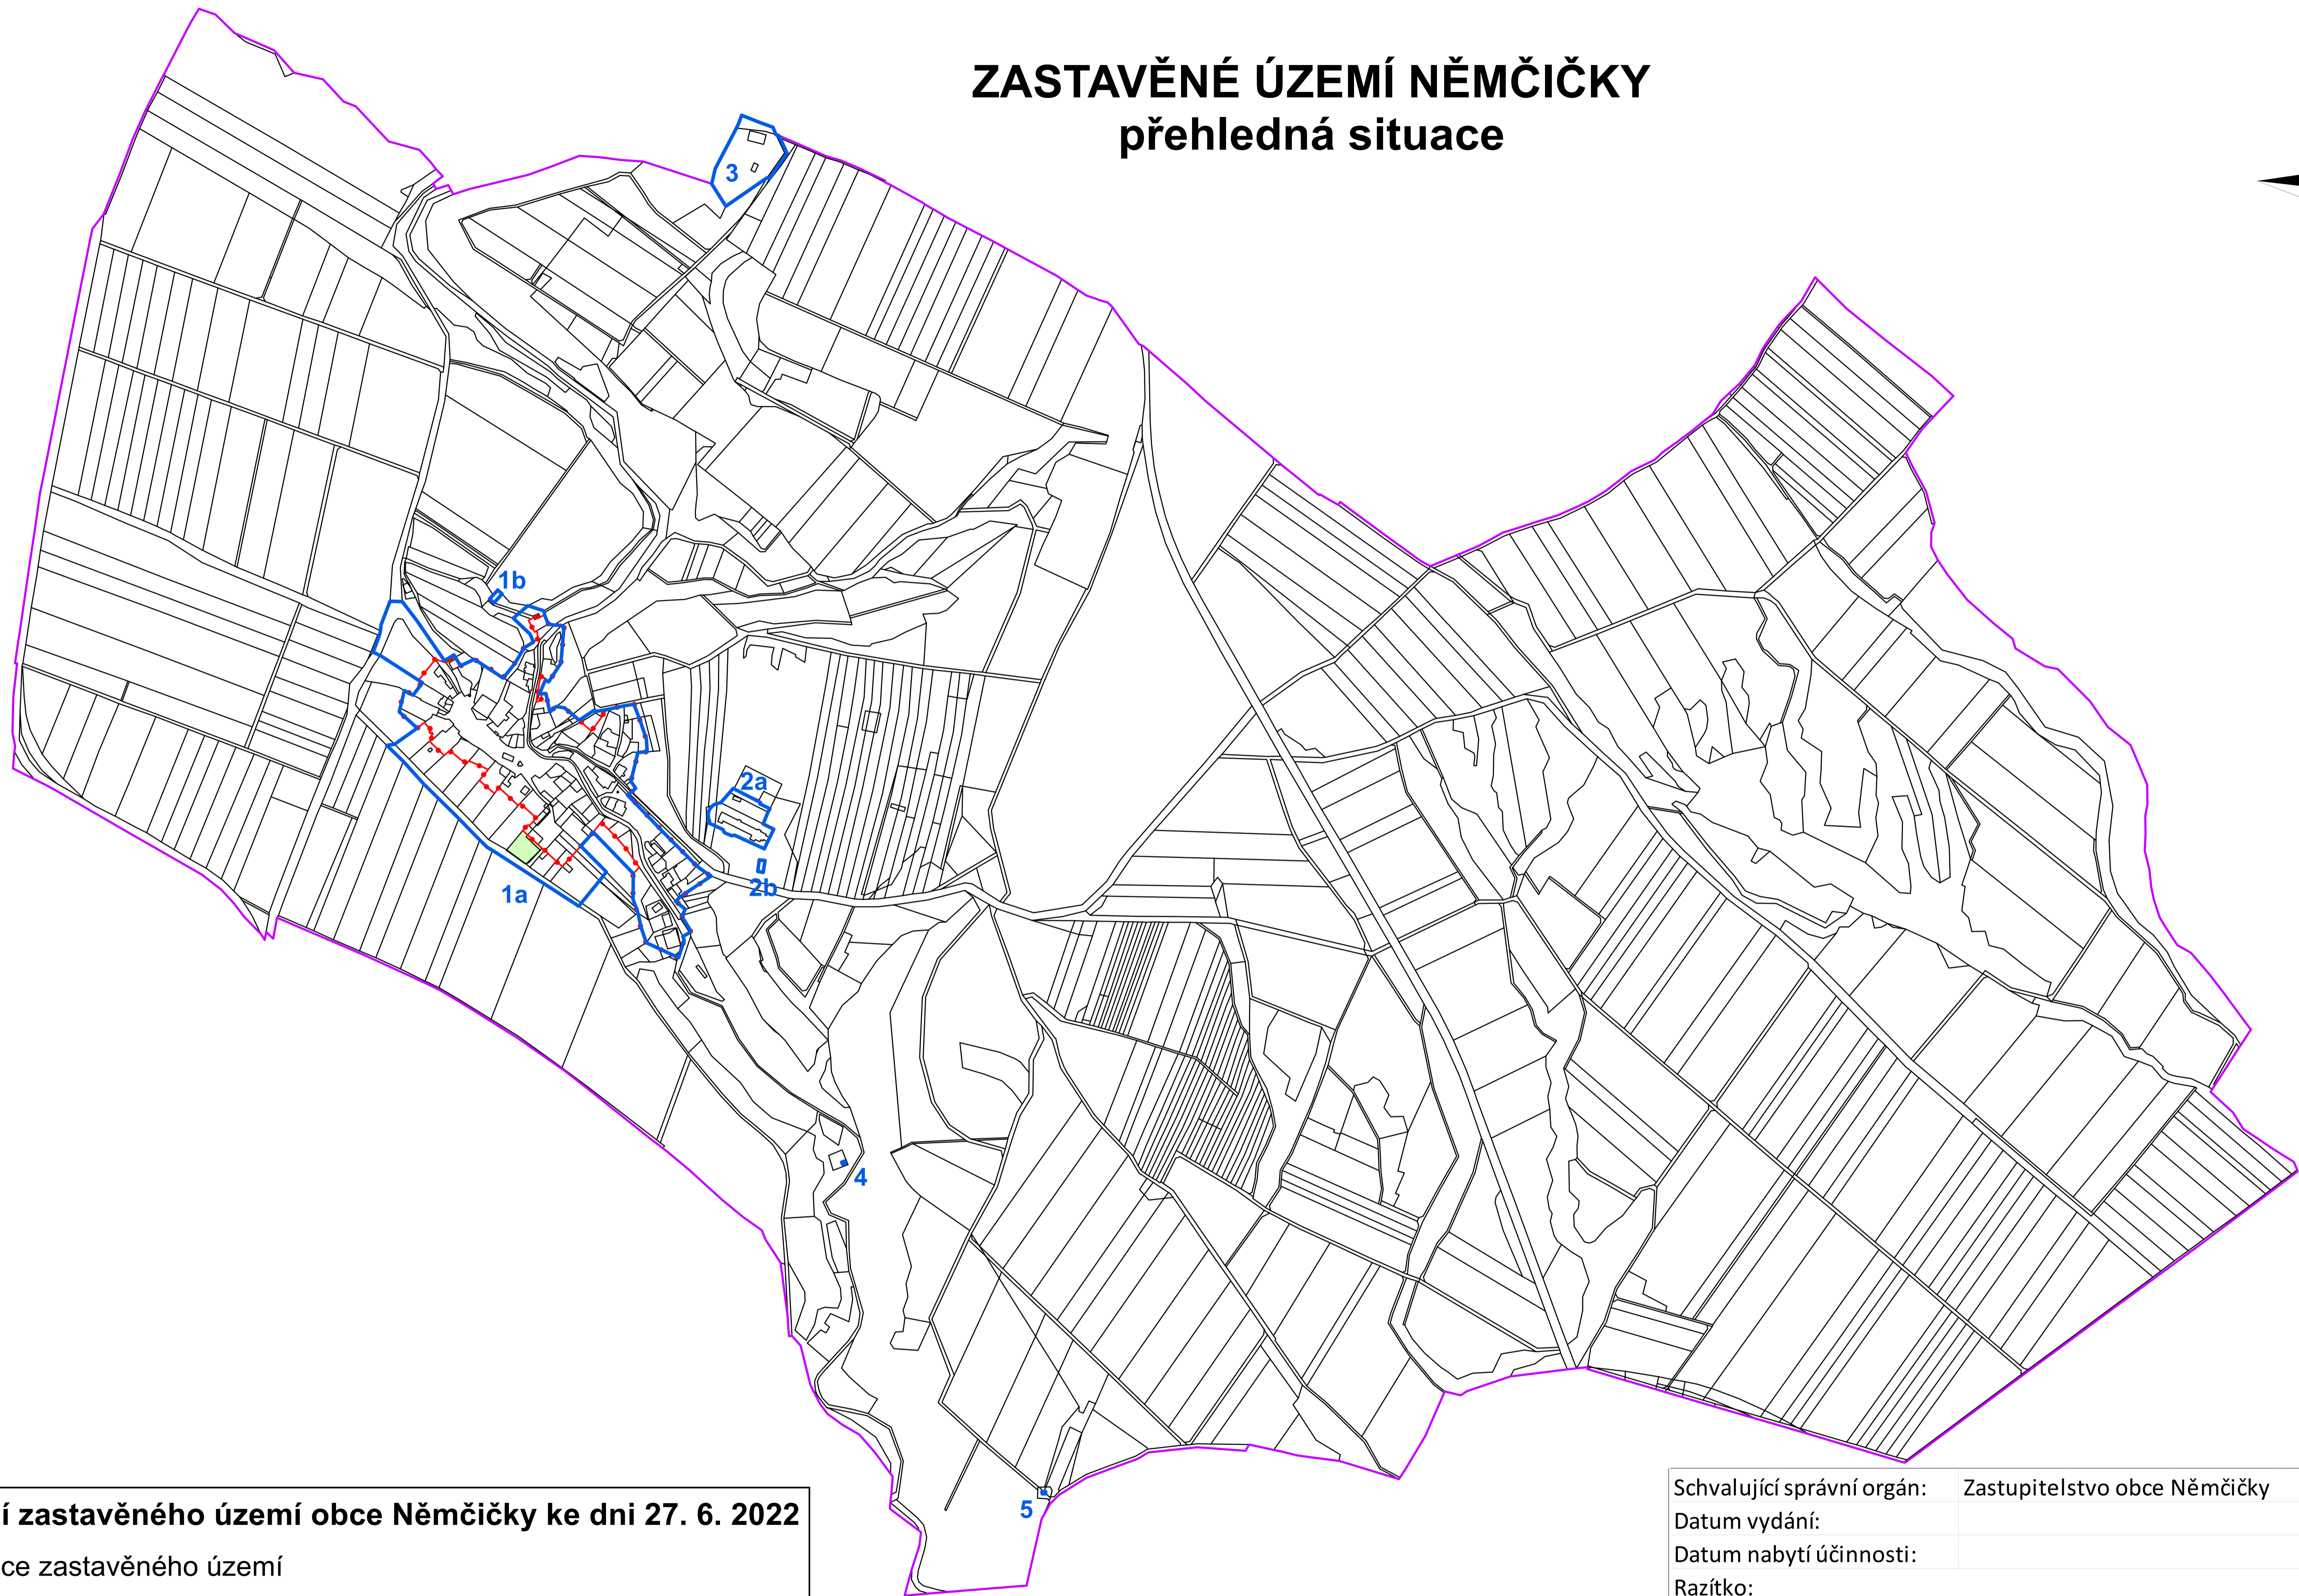 ZASTAVĚNÉ ÚZEMÍ NĚMČIČKY
přehledná situace
3
1b
2a
2b
1a
4
5
í zastavěného území obce Němčičky ke dni 27. 6. 2022
ce zastavěného území
Schvalující správní orgán: Zastupitelstvo obce Němčičky
Datum vydání:
Datum nabytí účinnosti:
Razítko: